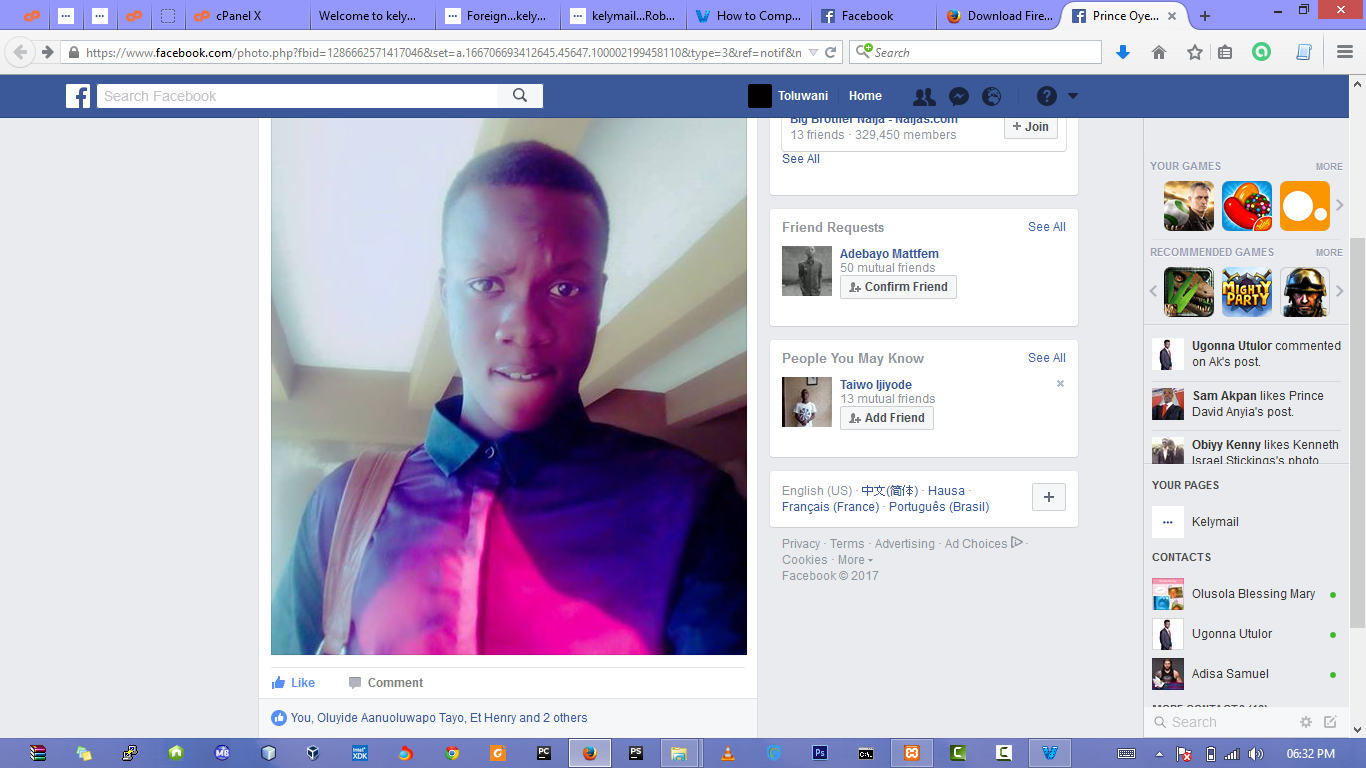 cPanel X
Welcome to kely...
Foreign...kely...
kelymail...Rob...
How to Comp...
Facebook
Download Fire...
Prince Oye...
https://www.facebook.com/photo.php?fbid=1286662571417046&set=a.166706693412645.45647.100002199458110&type=3&ref=notif&n
Search
Search Facebook
Toluwani
Home
Big Brother Naija - Naijas.com
13 friends · 329,450 members
+ Join
See All
Friend Requests
See All
Adebayo Mattfem
50 mutual friends
Confirm Friend
People You May Know
See All
Taiwo Ijiyode
13 mutual friends
Add Friend
English (US) · 中文(简体) · Hausa ·
Français (France) · Português (Brasil)
Privacy · Terms · Advertising · Ad Choices ·
Cookies · More
Facebook © 2017
Like
Comment
You, Oluyide Aanuoluwapo Tayo, Et Henry and 2 others
YOUR GAMES
MORE
RECOMMENDED GAMES
MORE
MIGHTY
PARTY
Ugonna Utulor commented
on Ak's post.
Sam Akpan likes Prince
David Anyia's post.
Obiyy Kenny likes Kenneth
Israel Stickings's photo
YOUR PAGES
Kelymail
CONTACTS
Olusola Blessing Mary
Ugonna Utulor
Adisa Samuel
Search
intel
XDK
PC
PS
Ps
06:32 PM